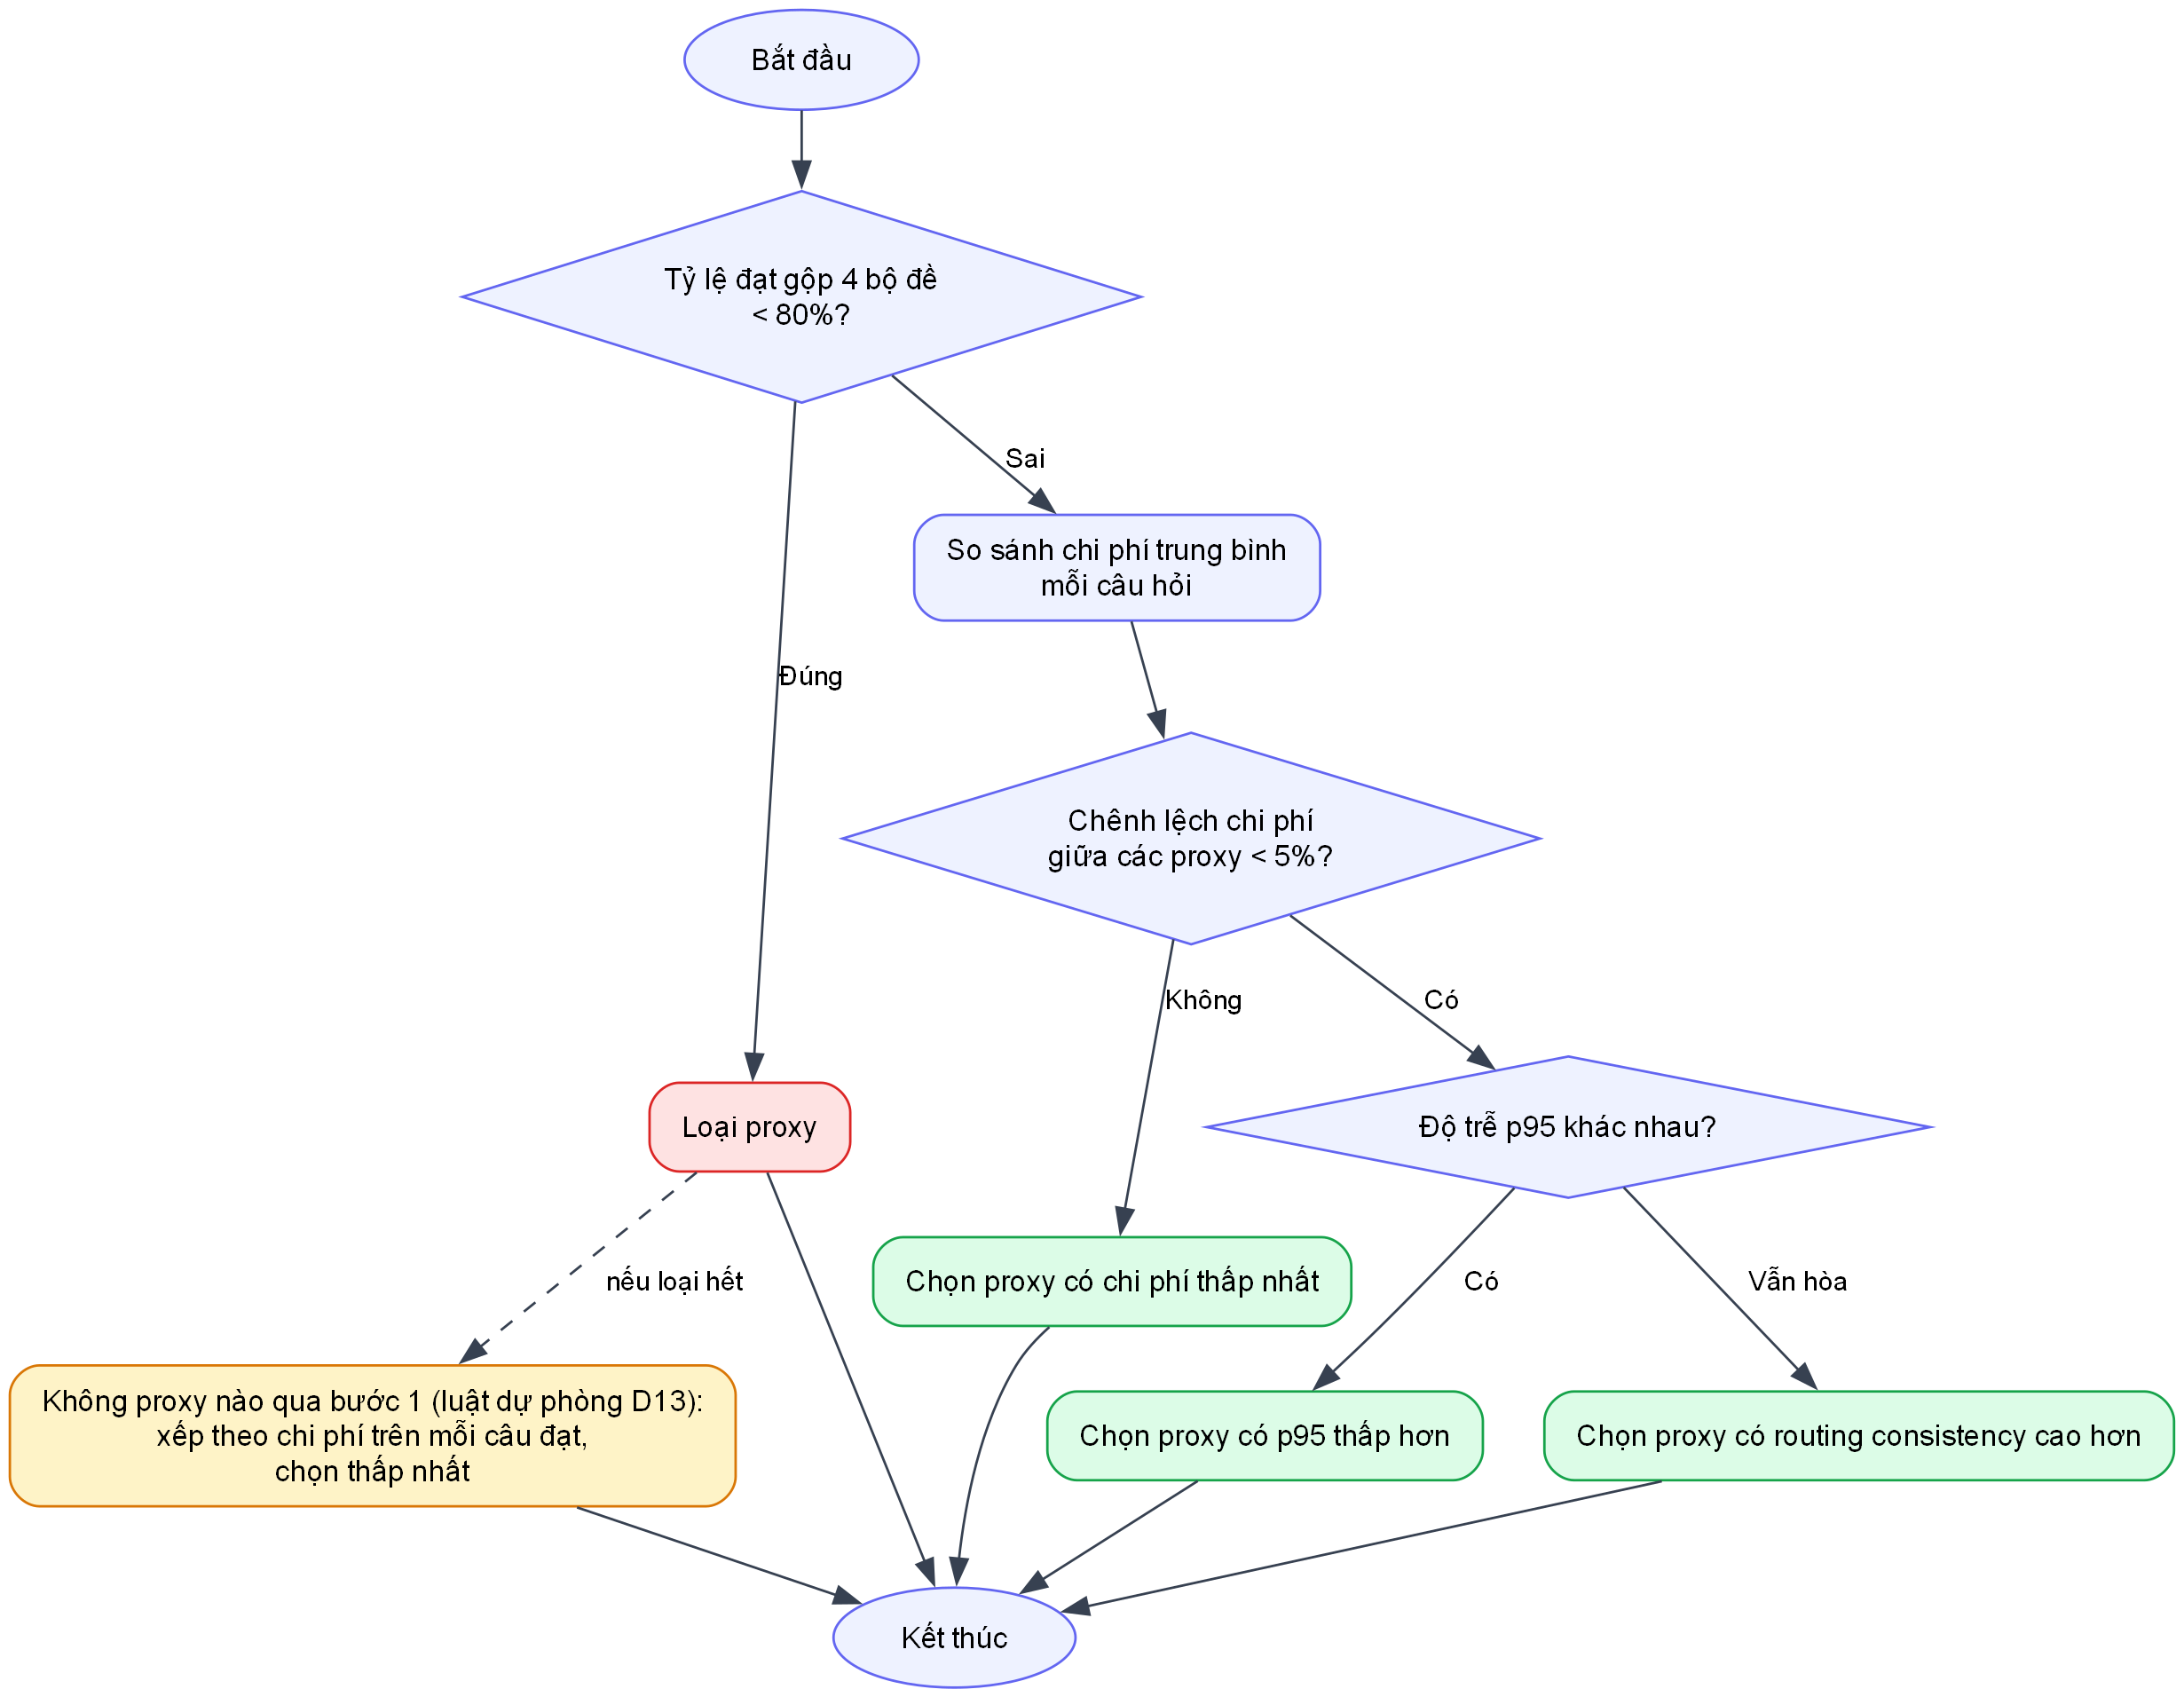 Bắt đầu
Tỷ lệ đạt gộp 4 bộ đề
< 80%?
Sai
So sánh chi phí trung bình
mỗi câu hỏi
Đúng
Chênh lệch chi phí
giữa các proxy < 5%?
Không
Có
Loại proxy
Độ trễ p95 khác nhau?
nếu loại hết
Chọn proxy có chi phí thấp nhất
Có
Vẫn hòa
Không proxy nào qua bước 1 (luật dự phòng D13):
xếp theo chi phí trên mỗi câu đạt,
chọn thấp nhất
Chọn proxy có p95 thấp hơn
Chọn proxy có routing consistency cao hơn
Kết thúc